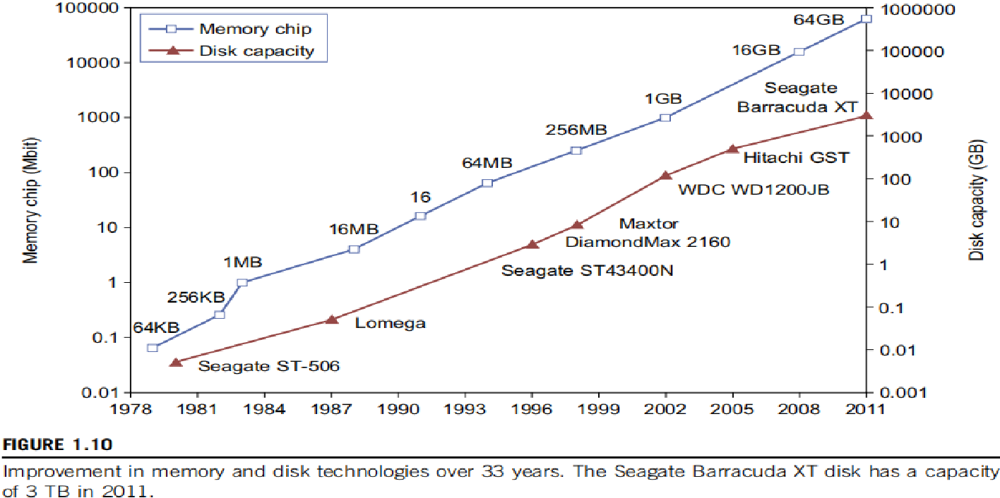 100000
10000
1000
100
10
1
0.1
0.01
Memory chip (Mbit)
Memory chip
Disk capacity
64KB
256KB
1MB
16MB
16
64MB
256MB
1GB
16GB
64GB
Seagate ST-506
Lomega
Seagate ST43400N
Maxtor
DiamondMax 2160
WDC WD1200JB
Hitachi GST
Seagate
Barracuda XT
1000000
100000
10000
1000
100
10
1
0.1
0.01
0.001
Disk capacity (GB)
1978 1981 1984 1987 1990 1993 1996 1999 2002 2005 2008 2011
FIGURE 1.10
Improvement in memory and disk technologies over 33 years. The Seagate Barracuda XT disk has a capacity
of 3 TB in 2011.